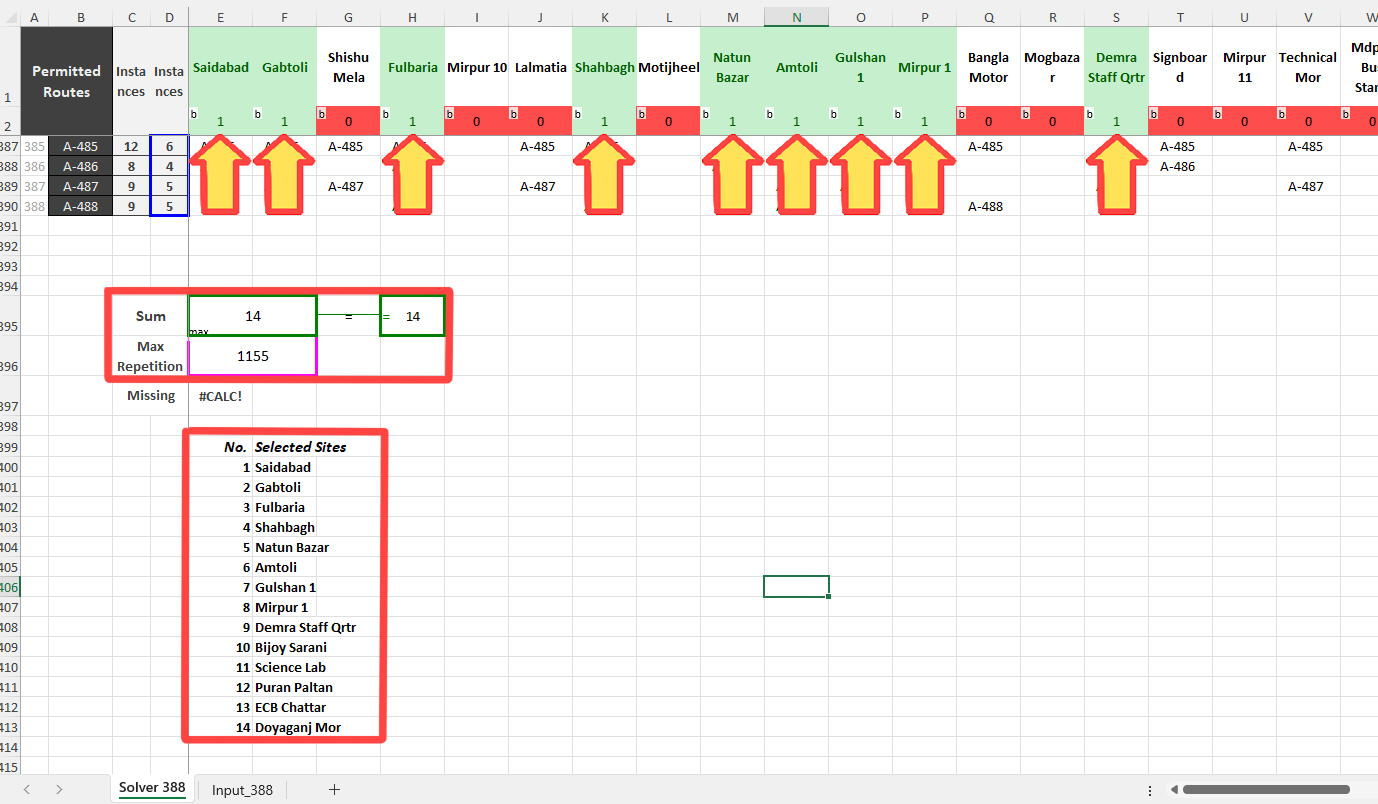 A B C D E F G H I J K L M N O P Q R S T U V W
1 Permitted Routes Insta nces Insta nces Saidabad Gabtoli Shishu Mela Fulbaria Mirpur 10 Lalmatia Shahbagh Motijheel Natun Bazar Amtoli Gulshan 1 Mirpur 1 Bangla Motor Mogbaza r Demra Staff Qrtr Signboar d Mirpur 11 Technical Mor
2 b 1 b 1 b 0 b 1 b 0 b 0 b 1 b 0 b 1 b 1 b 1 b 1 b 0 b 0 b 1 b 0 b 0 b 0 b 0
387 385 A-485 12 6 A-485 A-485 A-485 A-485 A-485
388 386 A-486 8 4 A-486
389 387 A-487 9 5 A-487 A-487 A-487
390 388 A-488 9 5 A-488
391
392
393
394
395 Sum 14 max = = 14
396 Max Repetition 1155
397 Missing #CALC!
398
399 No. Selected Sites
400 1 Saidabad
401 2 Gabtoli
402 3 Fulbaria
403 4 Shahbagh
404 5 Natun Bazar
405 6 Amtoli
406 7 Gulshan 1
407 8 Mirpur 1
408 9 Demra Staff Qrtr
409 10 Bijoy Sarani
410 11 Science Lab
411 12 Puran Paltan
412 13 ECB Chattar
413 14 Doyaganj Mor
414
415
Solver 388 Input_388 +